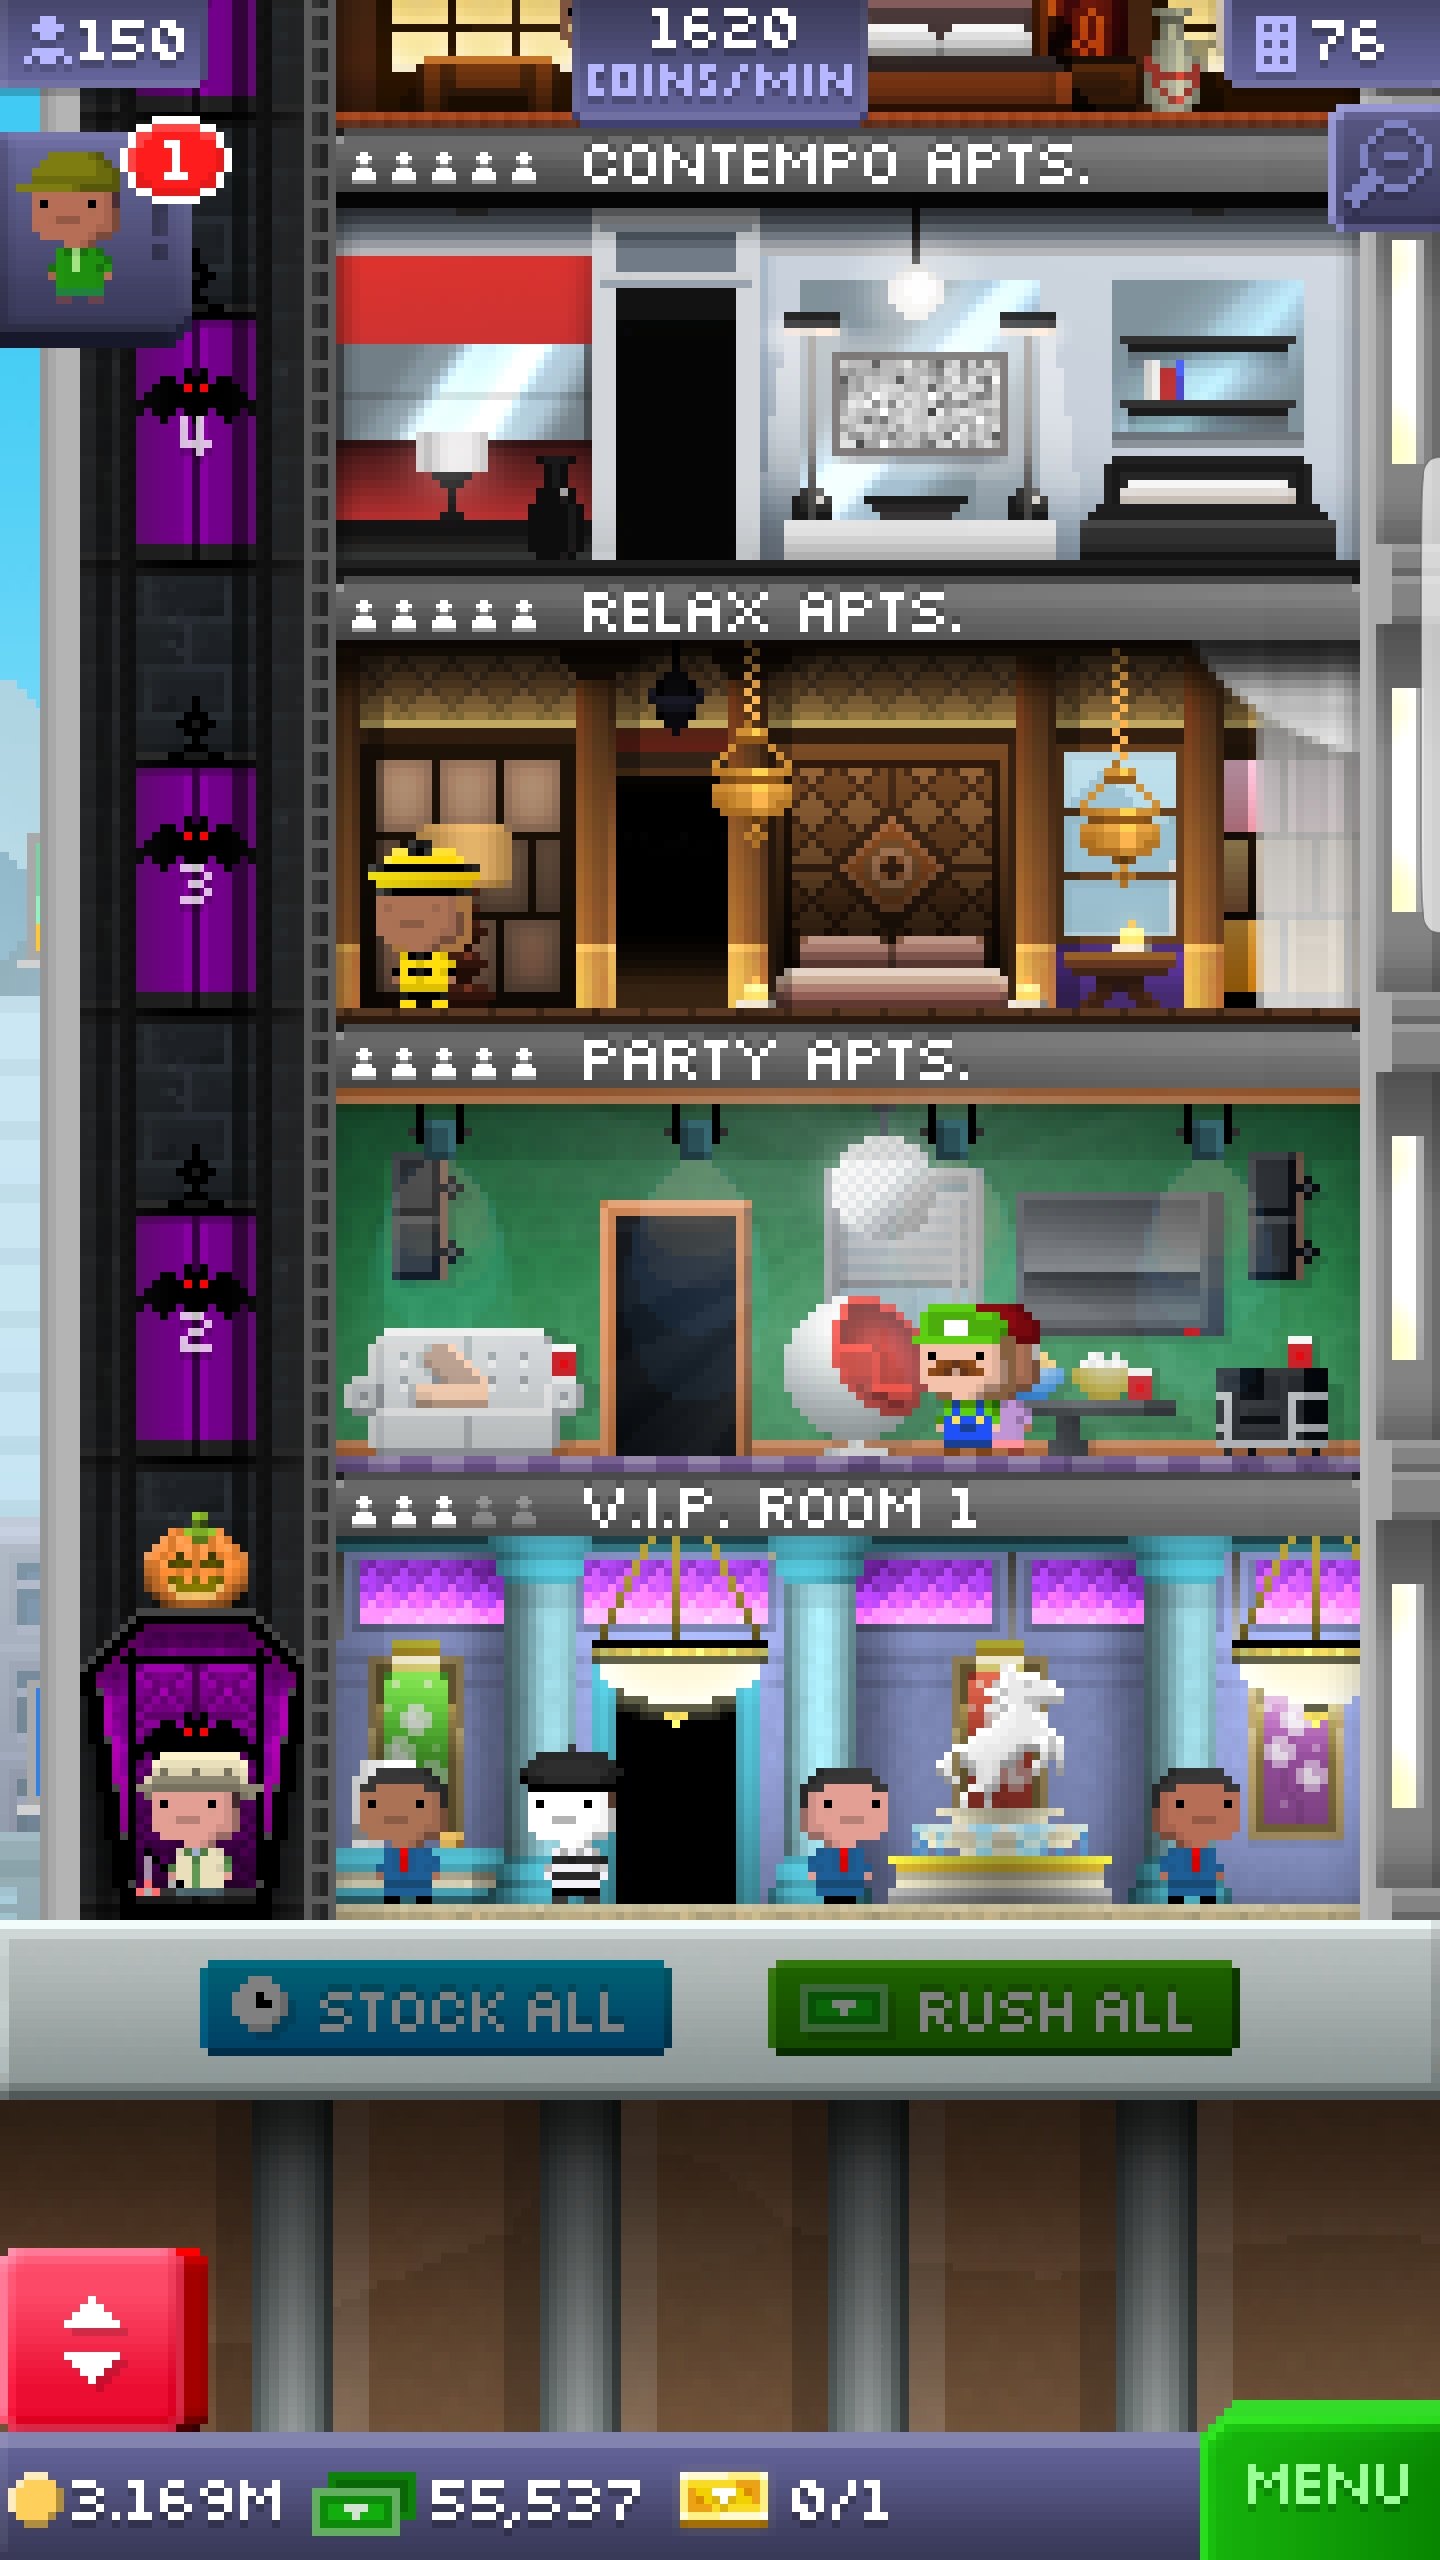 150
1620
COINS/MIN
76
1
CONTEMPO APTS.
4
RELAX APTS.
3
PARTY APTS.
2
V.I.P. ROOM 1
STOCK ALL
RUSH ALL
3.169M
55,537
0/1
MENU